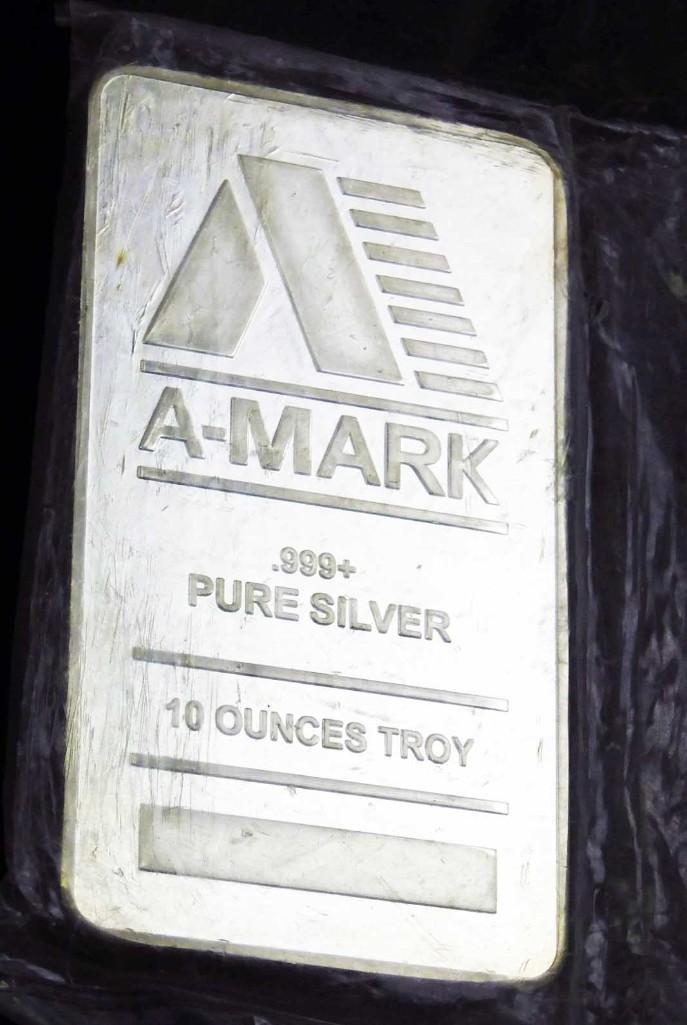 A-MARK
.999+
PURE SILVER
10 OUNCES TROY